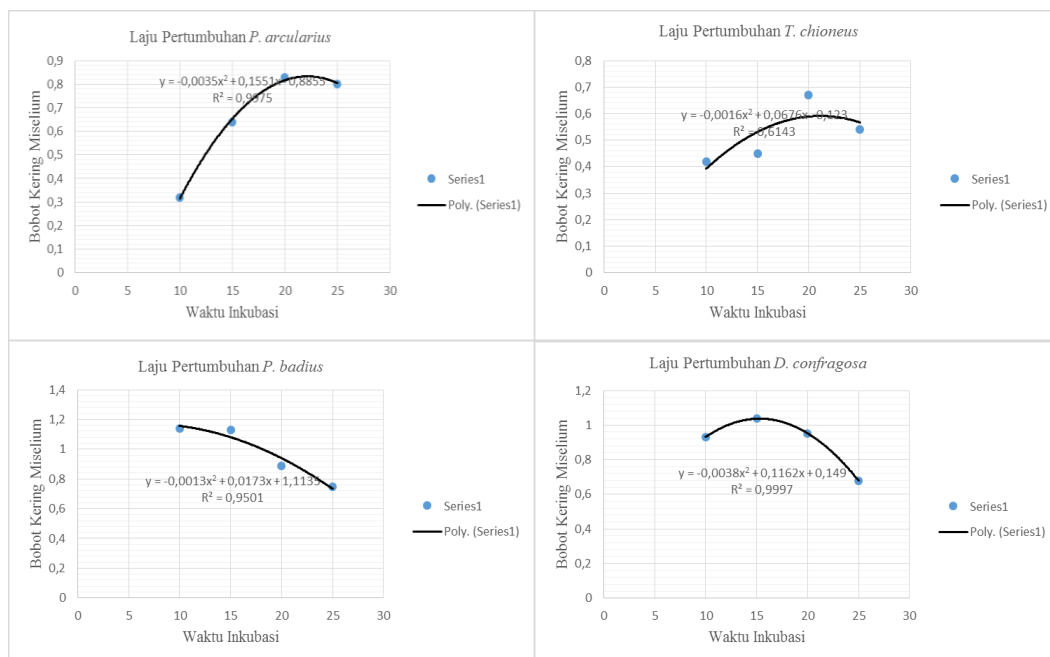 Laju Pertumbuhan P. arcularius
0,9
0,8
0,7
0,6
0,5
0,4
0,3
0,2
0,1
0
y = -0,0035x² + 0,1551x - 0,8855
R² = 0,9975
Bobot Kering Miselium
0 5 10 15 20 25 30
Waktu Inkubasi
Series1
Poly. (Series1)
Laju Pertumbuhan T. chioneus
0,8
0,7
0,6
0,5
0,4
0,3
0,2
0,1
0
y = -0,0016x² + 0,0676x - 0,123
R² = 0,6143
Bobot Kering Miselium
0 5 10 15 20 25 30
Waktu Inkubasi
Series1
Poly. (Series1)
Laju Pertumbuhan P. badius
1,4
1,2
1
0,8
0,6
0,4
0,2
0
y = -0,0013x² + 0,0173x + 1,1135
R² = 0,9501
Bobot Kering Miselium
0 5 10 15 20 25 30
Waktu Inkubasi
Series1
Poly. (Series1)
Laju Pertumbuhan D. confragosa
1,2
1
0,8
0,6
0,4
0,2
0
y = -0,0038x² + 0,1162x + 0,149
R² = 0,9997
Bobot Kering Miselium
0 5 10 15 20 25 30
Waktu Inkubasi
Series1
Poly. (Series1)